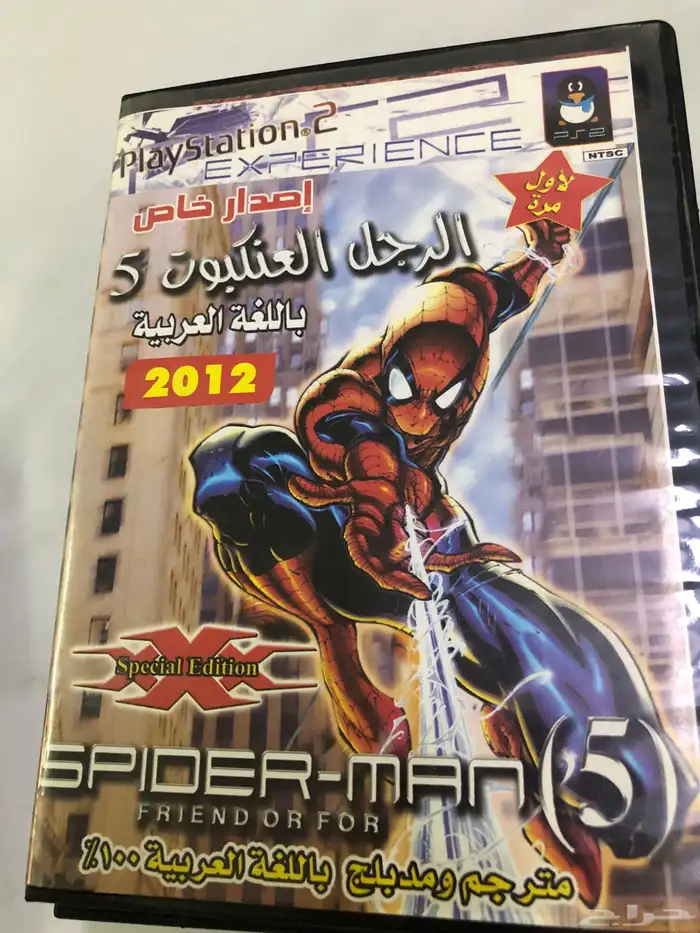 PlayStation®2
EXPERIENCE
PS2
NTSC
لأول
مرة
إصدار خاص
الرجل العنكبوت 5
باللغة العربية
2012
Special Edition
SPIDER-MAN (5)
FRIEND OR FOR
مترجم ومدبلج باللغة العربية ١٠٠٪
حراج